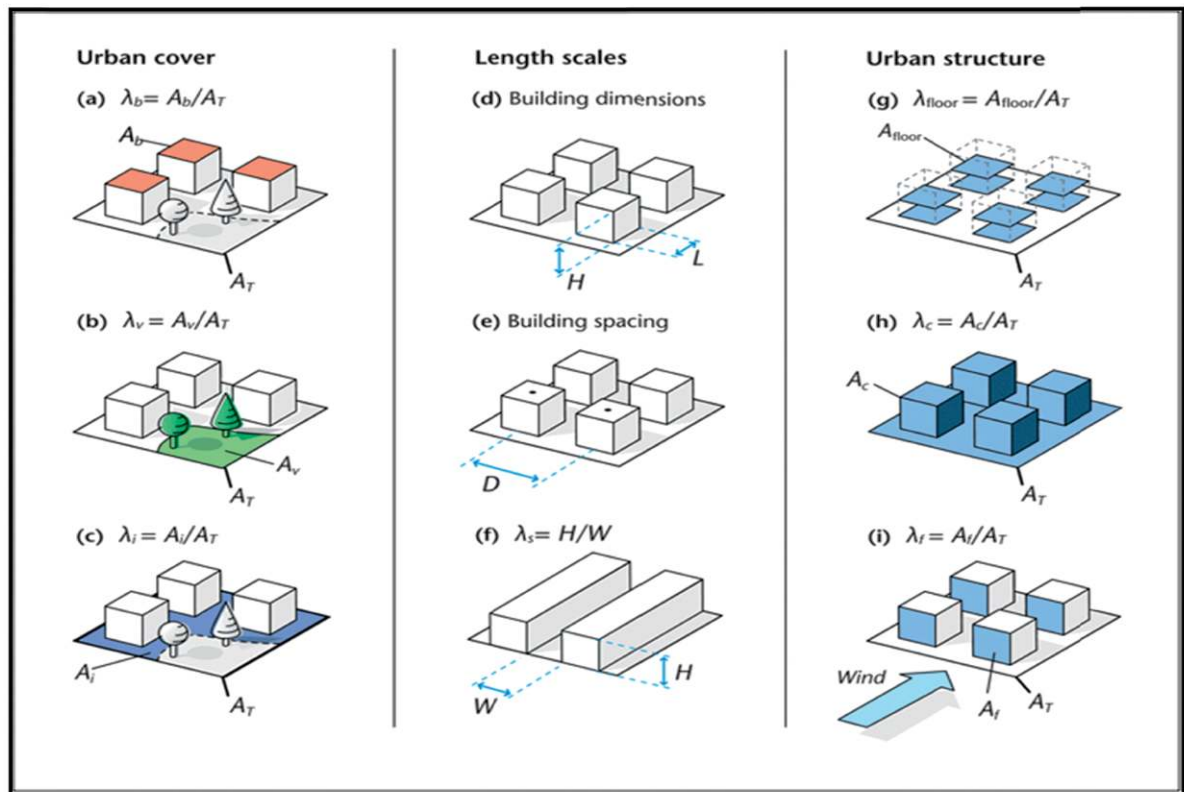 Urban cover
(a) λb = Ab/AT
Ab
AT
(b) λv = Av/AT
Av
AT
(c) λi = Ai/AT
Ai
AT
Length scales
(d) Building dimensions
H
L
(e) Building spacing
D
(f) λs = H/W
W
H
Urban structure
(g) λfloor = Afloor/AT
Afloor
AT
(h) λc = Ac/AT
Ac
AT
(i) λf = Af/AT
Wind
Af
AT